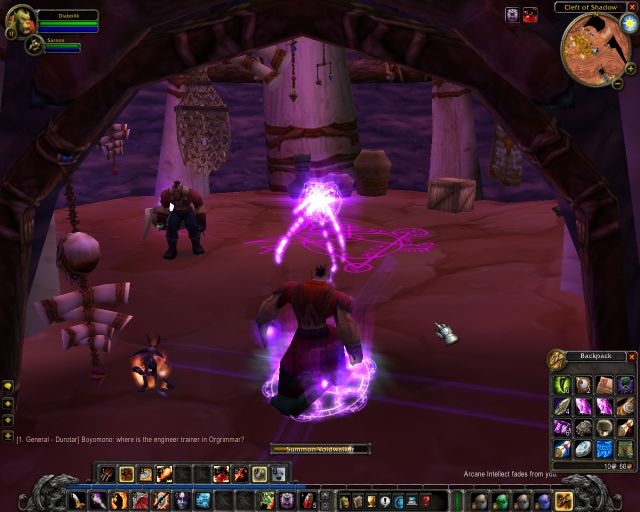 Diabolik
Sarnos
Cleft of Shadow
Backpack
[1. General - Durotar] Boyomono: where is the engineer trainer in Orgrimmar?
Summon Voidwalker
Arcane Intellect fades from you.
10 66